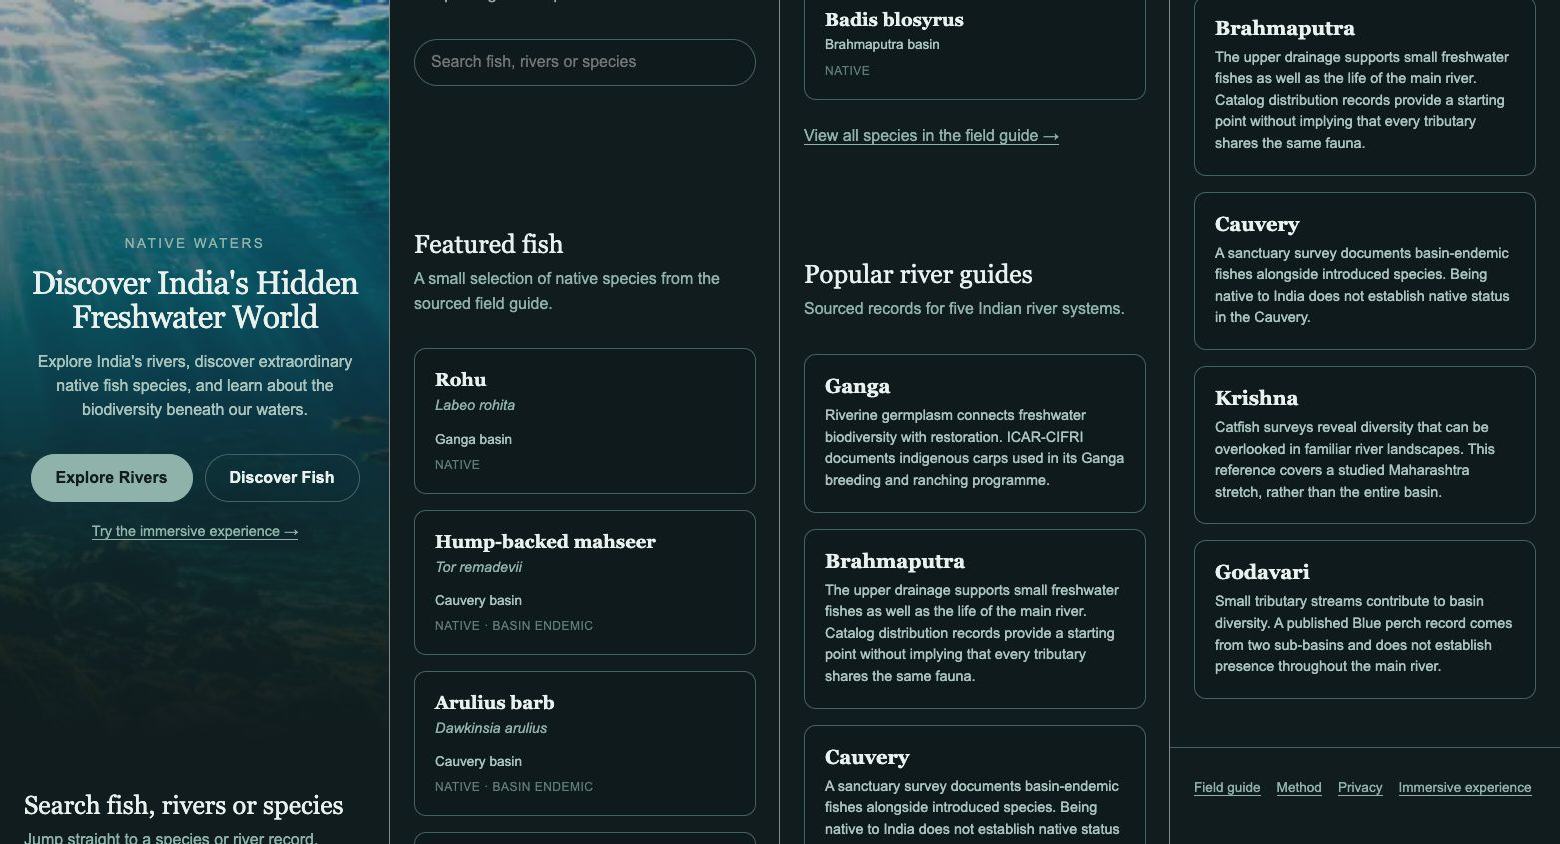 NATIVE WATERS
Discover India's Hidden
Freshwater World
Explore India's rivers, discover extraordinary
native fish species, and learn about the
biodiversity beneath our waters.
Explore Rivers
Discover Fish
Try the immersive experience →
Search fish, rivers or species
Jump straight to a species or river record.
Search fish, rivers or species
Featured fish
A small selection of native species from the
sourced field guide.
Rohu
Labeo rohita
Ganga basin
NATIVE
Hump-backed mahseer
Tor remadevii
Cauvery basin
NATIVE · BASIN ENDEMIC
Arulius barb
Dawkinsia arulius
Cauvery basin
NATIVE · BASIN ENDEMIC
Badis blosyrus
Brahmaputra basin
NATIVE
View all species in the field guide →
Popular river guides
Sourced records for five Indian river systems.
Ganga
Riverine germplasm connects freshwater
biodiversity with restoration. ICAR-CIFRI
documents indigenous carps used in its Ganga
breeding and ranching programme.
Brahmaputra
The upper drainage supports small freshwater
fishes as well as the life of the main river.
Catalog distribution records provide a starting
point without implying that every tributary
shares the same fauna.
Cauvery
A sanctuary survey documents basin-endemic
fishes alongside introduced species. Being
native to India does not establish native status
Brahmaputra
The upper drainage supports small freshwater
fishes as well as the life of the main river.
Catalog distribution records provide a starting
point without implying that every tributary
shares the same fauna.
Cauvery
A sanctuary survey documents basin-endemic
fishes alongside introduced species. Being
native to India does not establish native status
in the Cauvery.
Krishna
Catfish surveys reveal diversity that can be
overlooked in familiar river landscapes. This
reference covers a studied Maharashtra
stretch, rather than the entire basin.
Godavari
Small tributary streams contribute to basin
diversity. A published Blue perch record comes
from two sub-basins and does not establish
presence throughout the main river.
Field guide
Method
Privacy
Immersive experience